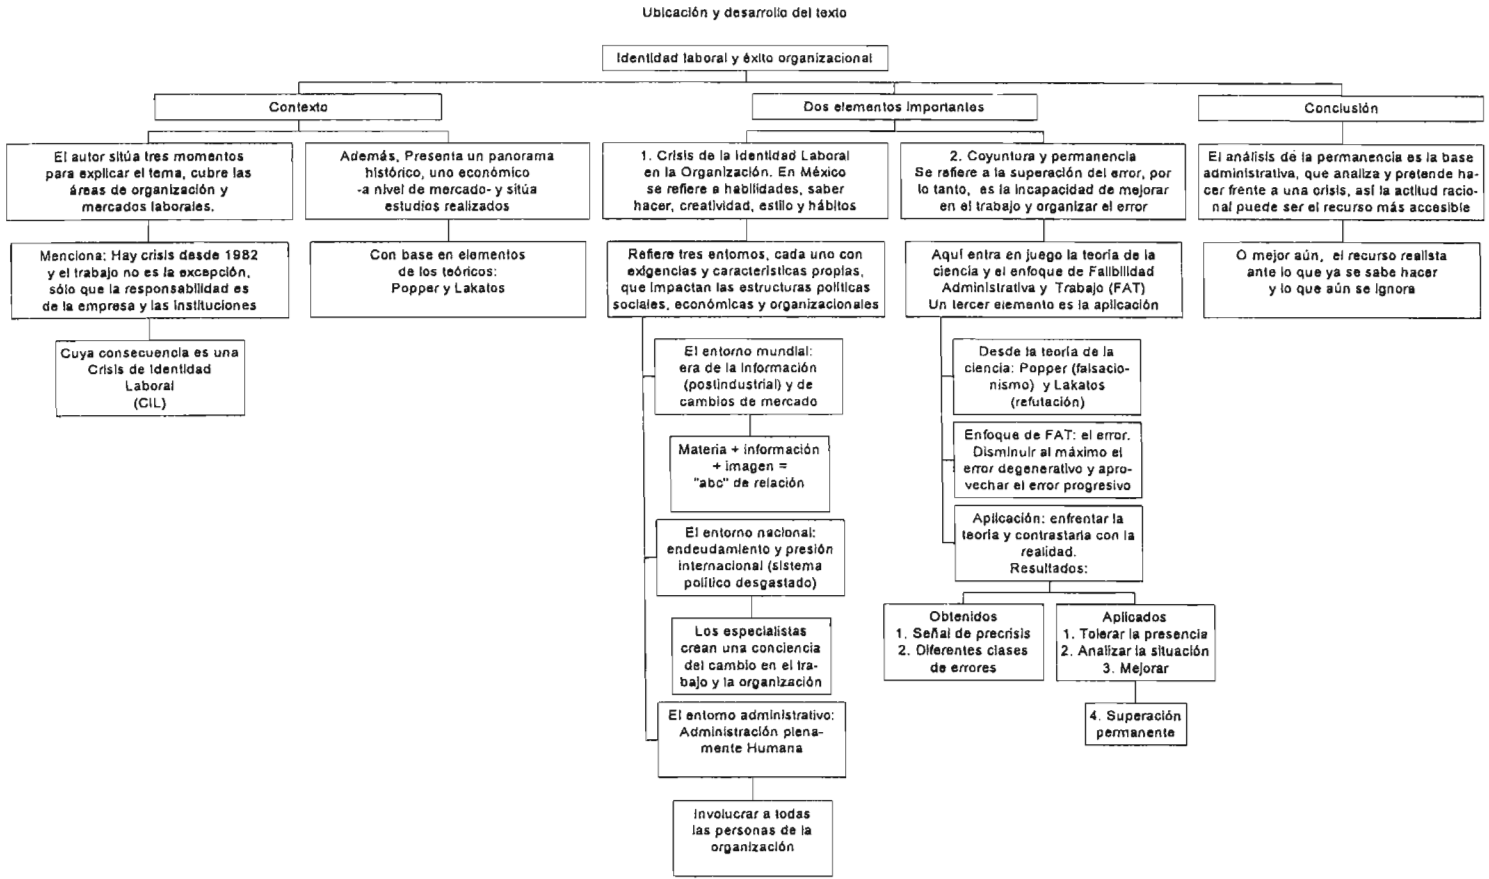 Ubicación y desarrollo del texto
Identidad laboral y éxito organizacional
Contexto
Dos elementos importantes
Conclusión
El autor sitúa tres momentos
para explicar el tema, cubre las
áreas de organización y
mercados laborales.
Además, Presenta un panorama
histórico, uno económico
-a nivel de mercado- y sitúa
estudios realizados
1. Crisis de la Identidad Laboral
en la Organización. En México
se refiere a habilidades, saber
hacer, creatividad, estilo y hábitos
2. Coyuntura y permanencia
Se refiere a la superación del error, por
lo tanto, es la incapacidad de mejorar
en el trabajo y organizar el error
El análisis de la permanencia es la base
administrativa, que analiza y pretende ha-
cer frente a una crisis, así la actitud racio-
nal puede ser el recurso más accesible
Menciona: Hay crisis desde 1982
y el trabajo no es la excepción,
sólo que la responsabilidad es
de la empresa y las instituciones
Con base en elementos
de los teóricos:
Popper y Lakatos
Refiere tres entornos, cada uno con
exigencias y características propias,
que impactan las estructuras políticas
sociales, económicas y organizacionales
Aquí entra en juego la teoría de la
ciencia y el enfoque de Falibilidad
Administrativa y Trabajo (FAT)
Un tercer elemento es la aplicación
O mejor aún, el recurso realista
ante lo que ya se sabe hacer
y lo que aún se ignora
Cuya consecuencia es una
Crisis de Identidad
Laboral
(CIL)
El entorno mundial:
era de la información
(postindustrial) y de
cambios de mercado
Materia + información
+ imagen =
"abc" de relación
El entorno nacional:
endeudamiento y presión
internacional (sistema
político desgastado)
Los especialistas
crean una conciencia
del cambio en el tra-
bajo y la organización
El entorno administrativo:
Administración plena-
mente Humana
Involucrar a todas
las personas de la
organización
Desde la teoría de la
ciencia: Popper (falsacio-
nismo) y Lakatos
(refutación)
Enfoque de FAT: el error.
Disminuir al máximo el
error degenerativo y apro-
vechar el error progresivo
Aplicación: enfrentar la
teoría y contrastarla con la
realidad.
Resultados:
Obtenidos
1. Señal de precrisis
2. Diferentes clases
de errores
Aplicados
1. Tolerar la presencia
2. Analizar la situación
3. Mejorar
4. Superación
permanente